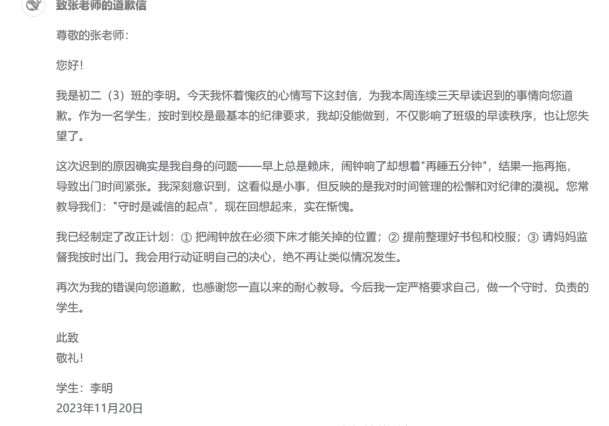 致张老师的道歉信
尊敬的张老师：
您好！
我是初二（3）班的李明。今天我怀着愧疚的心情写下这封信，为我本周连续三天早读迟到的事情向您道
歉。作为一名学生，按时到校是最基本的纪律要求，我却没能做到，不仅影响了班级的早读秩序，也让您失
望了。
这次迟到的原因确实是我自身的问题——早上总是赖床，闹钟响了却想着"再睡五分钟"，结果一拖再拖，
导致出门时间紧张。我深刻意识到，这看似是小事，但反映的是我对时间管理的松懈和对纪律的漠视。您常
教导我们："守时是诚信的起点"，现在回想起来，实在惭愧。
我已经制定了改正计划：① 把闹钟放在必须下床才能关掉的位置；② 提前整理好书包和校服；③ 请妈妈监
督我按时出门。我会用行动证明自己的决心，绝不再让类似情况发生。
再次为我的错误向您道歉，也感谢您一直以来的耐心教导。今后我一定严格要求自己，做一个守时、负责的
学生。
此致
敬礼！
学生：李明
2023年11月20日